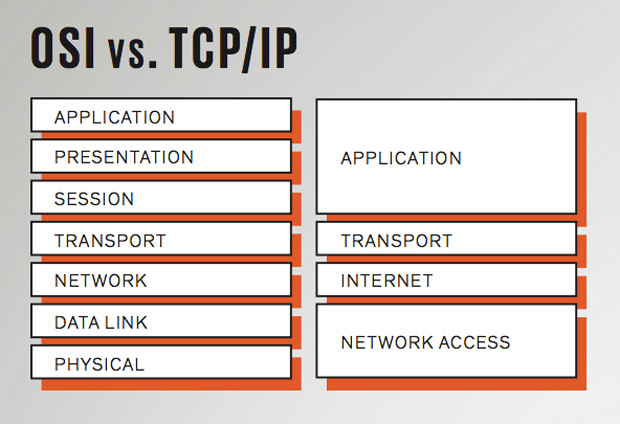 OSI vs. TCP/IP
APPLICATION
PRESENTATION
SESSION
TRANSPORT
NETWORK
DATA LINK
PHYSICAL
APPLICATION
TRANSPORT
INTERNET
NETWORK ACCESS